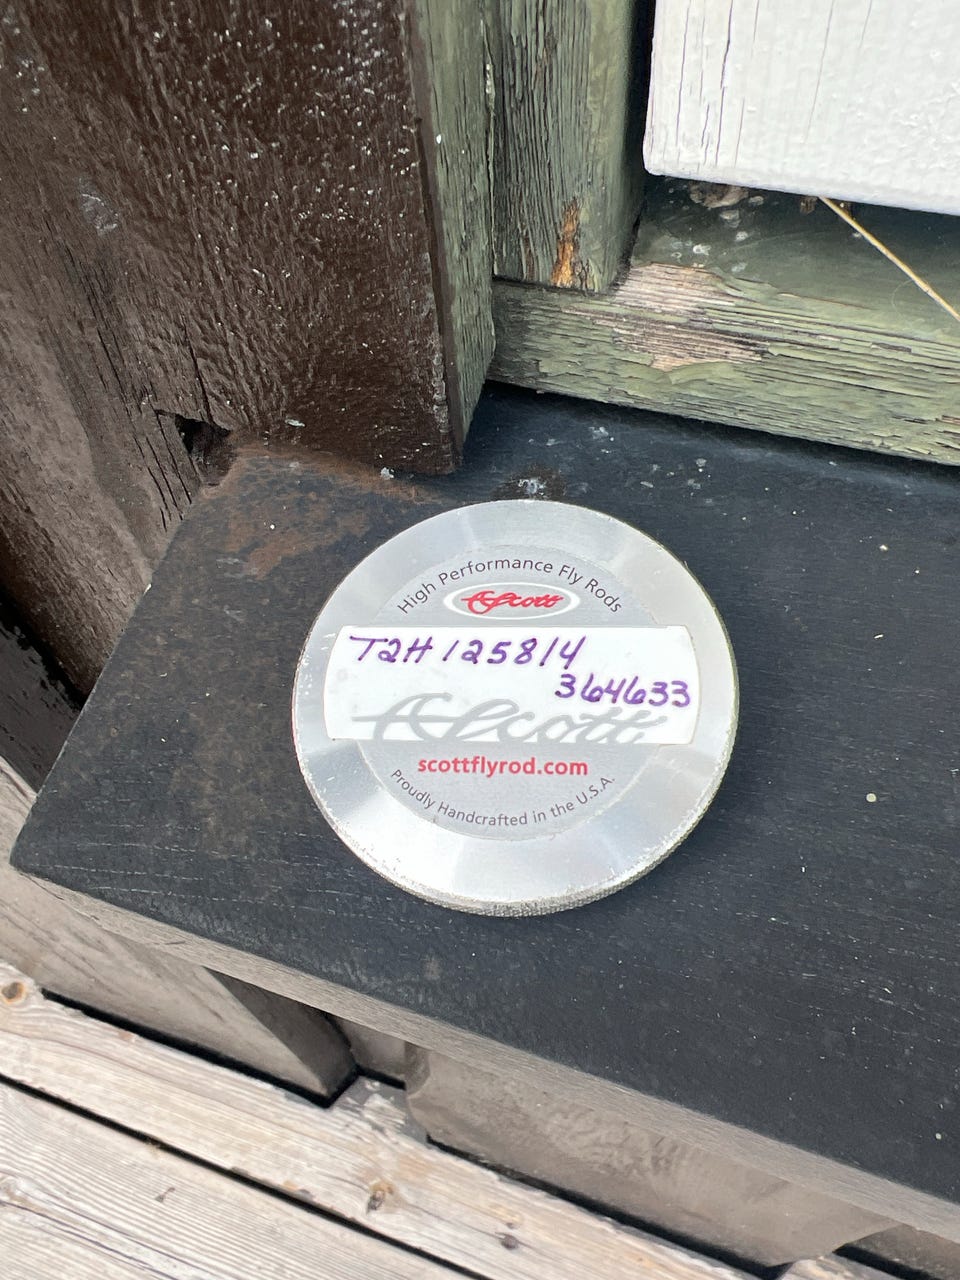 High Performance Fly Rods
Scott
T2H 125814
364633
Scott
scottflyrod.com
Proudly Handcrafted in the U.S.A.